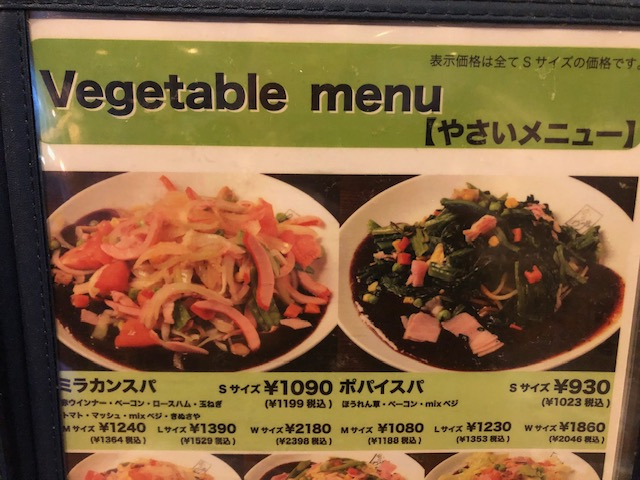 表示価格は全てSサイズの価格です。
Vegetable menu
【やさいメニュー】
ミラカンスパ Sサイズ ¥1090
(¥1199 税込)
赤ウインナー・ベーコン・ロースハム・玉ねぎ
トマト・マッシュ・mixベジ・きぬさや
Mサイズ ¥1240 Lサイズ ¥1390 Wサイズ ¥2180
(¥1364 税込) (¥1529 税込) (¥2398 税込)
ポパイスパ Sサイズ ¥930
ほうれん草・ベーコン・mixベジ (¥1023 税込)
Mサイズ ¥1080 Lサイズ ¥1230 Wサイズ ¥1860
(¥1188 税込) (¥1353 税込) (¥2046 税込)